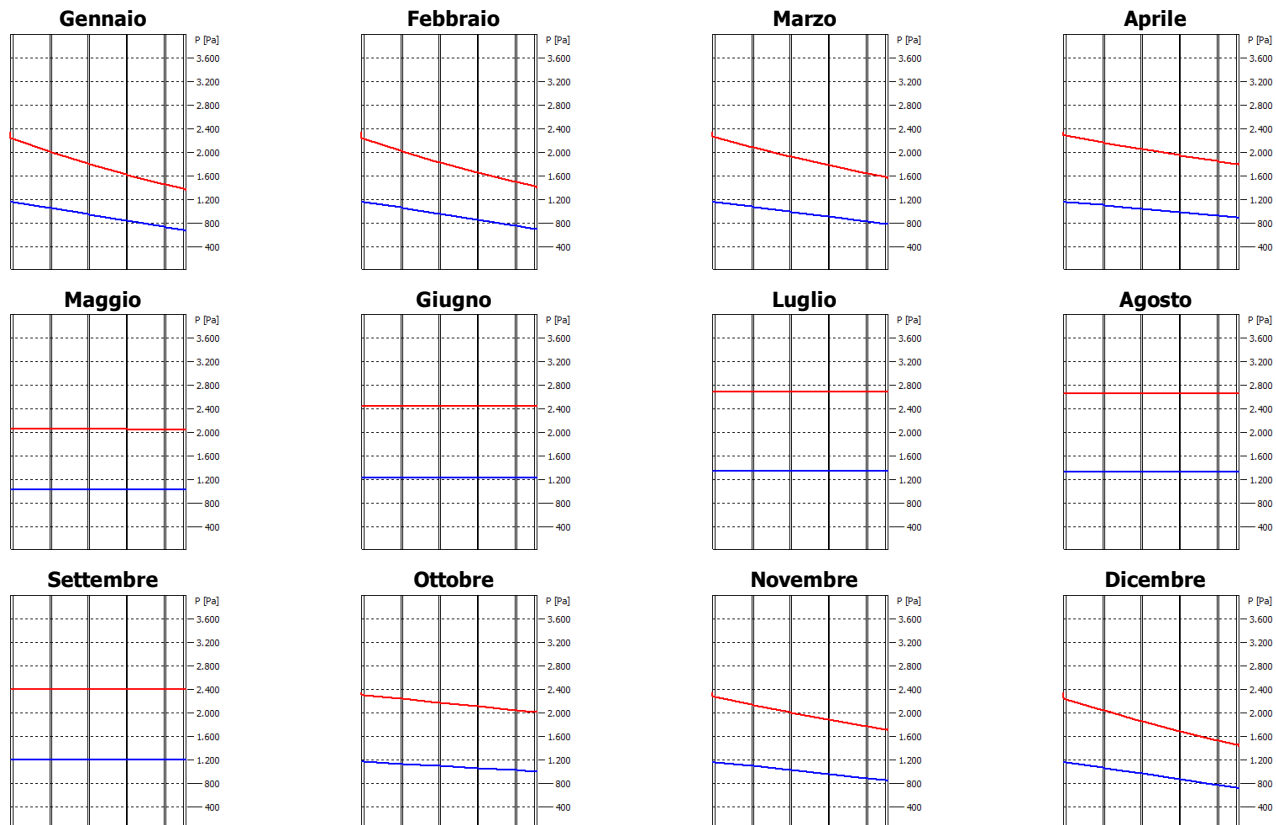 Gennaio Febbraio Marzo Aprile
P [Pa] P [Pa] P [Pa] P [Pa]
3.600 3.600 3.600 3.600
3.200 3.200 3.200 3.200
2.800 2.800 2.800 2.800
2.400 2.400 2.400 2.400
2.000 2.000 2.000 2.000
1.600 1.600 1.600 1.600
1.200 1.200 1.200 1.200
800 800 800 800
400 400 400 400
Maggio Giugno Luglio Agosto
P [Pa] P [Pa] P [Pa] P [Pa]
3.600 3.600 3.600 3.600
3.200 3.200 3.200 3.200
2.800 2.800 2.800 2.800
2.400 2.400 2.400 2.400
2.000 2.000 2.000 2.000
1.600 1.600 1.600 1.600
1.200 1.200 1.200 1.200
800 800 800 800
400 400 400 400
Settembre Ottobre Novembre Dicembre
P [Pa] P [Pa] P [Pa] P [Pa]
3.600 3.600 3.600 3.600
3.200 3.200 3.200 3.200
2.800 2.800 2.800 2.800
2.400 2.400 2.400 2.400
2.000 2.000 2.000 2.000
1.600 1.600 1.600 1.600
1.200 1.200 1.200 1.200
800 800 800 800
400 400 400 400